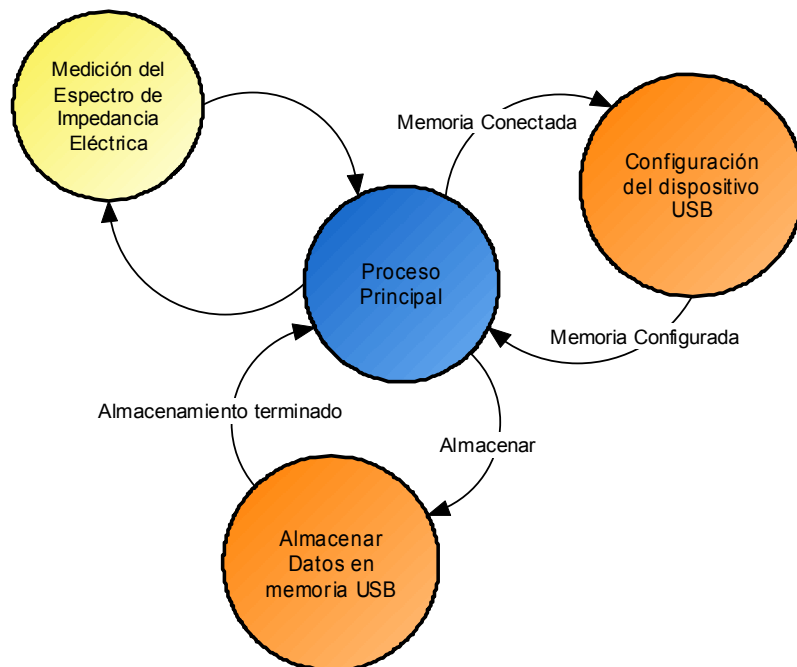 Medición del
Espectro de
Impedancia
Eléctrica
Memoria Conectada
Configuración
del dispositivo
USB
Proceso
Principal
Memoria Configurada
Almacenamiento terminado
Almacenar
Almacenar
Datos en
memoria USB